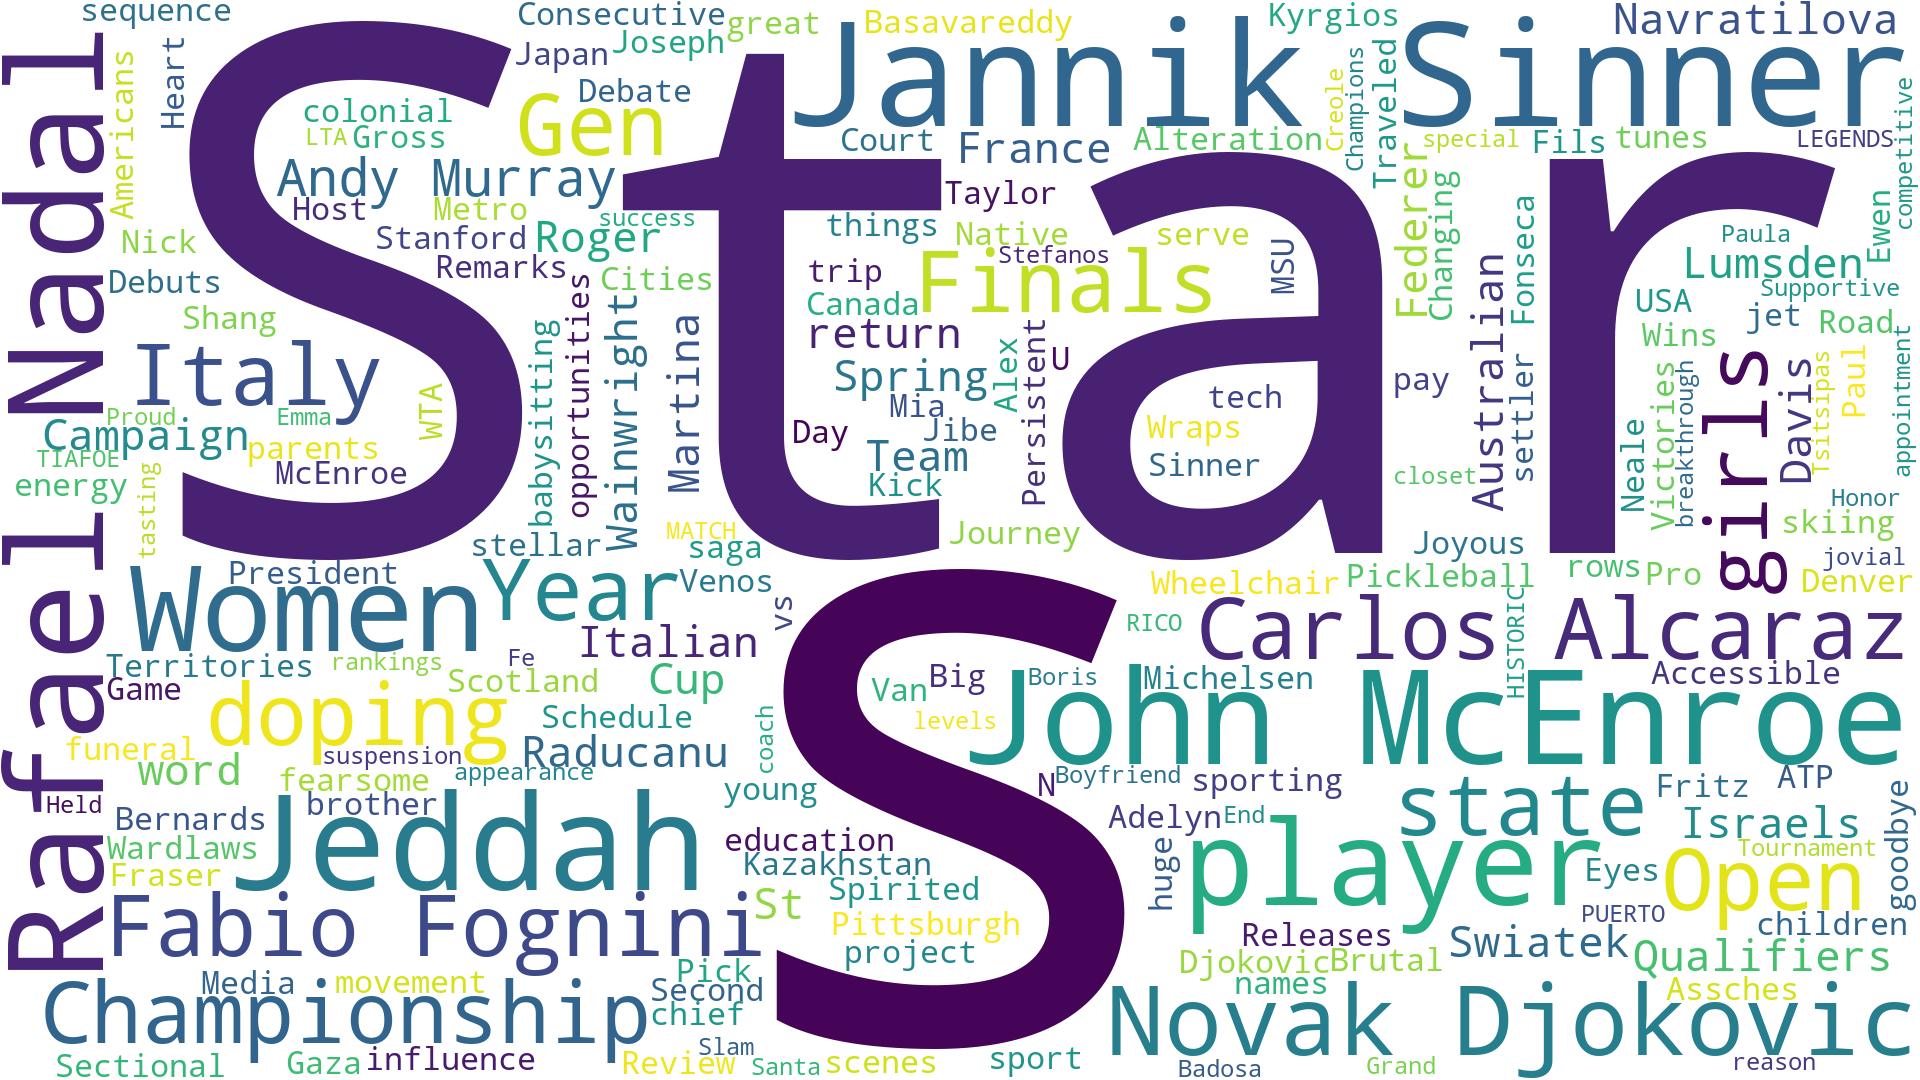 sequence
Consecutive
great
Basavareddy
Kyrgios
Navratilova
Heart
Americans
Japan
Joseph
Jannik Sinner
Debate
colonial
LTA
Gross
Gen
Court
France
Alteration
Creole
Champions
Traveled
special
Fils
tunes
LEGENDS
competitive
Star
Andy Murray
Host
Metro
success
Taylor
Federer
Changing
Fonseca
Ewen
Paula
Nick
Stanford
Roger
things
Native
serve
Stefanos
MSU
Remarks
Debuts
Cities
trip
Finals
Lumsden
Supportive
Shang
Canada
USA
jet
Road
Italy
babysitting
opportunities
Wainwright
Martina
return
Persistent
U
Wins
Spring
Alex
Australian
settler
girls
Davis
Tsitsipas
Paul
appointment
Rafael Nadal
Proud
Emma
WTA
Mia
tech
pay
Campaign
parents
Day
Jibe
Wraps
Neale
Victories
breakthrough
TIAFOE
McEnroe
Team
Sinner
energy
tasting
Kick
closet
Honor
MATCH
Journey
skiing
stellar
saga
Joyous
jovial
President
Women
Year
Venos
Wheelchair
Pickleball
rows
Pro
Denver
vs
S
RICO
Carlos Alcaraz
HISTORIC
Italian
Territories
rankings
Fe
Scotland
Cup
Van
Big
Boris
Michelsen
Accessible
Game
doping
Schedule
coach
levels
John McEnroe
funeral
suspension
Raducanu
word
fearsome
appearance
N
Boyfriend
sporting
Fritz
ATP
Held
brother
young
state
goodbye
Bernards
Jeddah
Adelyn
End
Israels
Wardlaws
education
huge
player
Open
Tournament
Fraser
Kazakhstan
Eyes
Fabio Fognini
St
Spirited
PUERTO
children
Pittsburgh
Releases
Swiatek
project
Djokovic
Brutal
Qualifiers
Media
movement
Pick
names
Championship
Second
Novak Djokovic
Assches
chief
Slam
Sectional
Gaza
influence
Review
Santa
scenes
sport
Badosa
Grand
reason